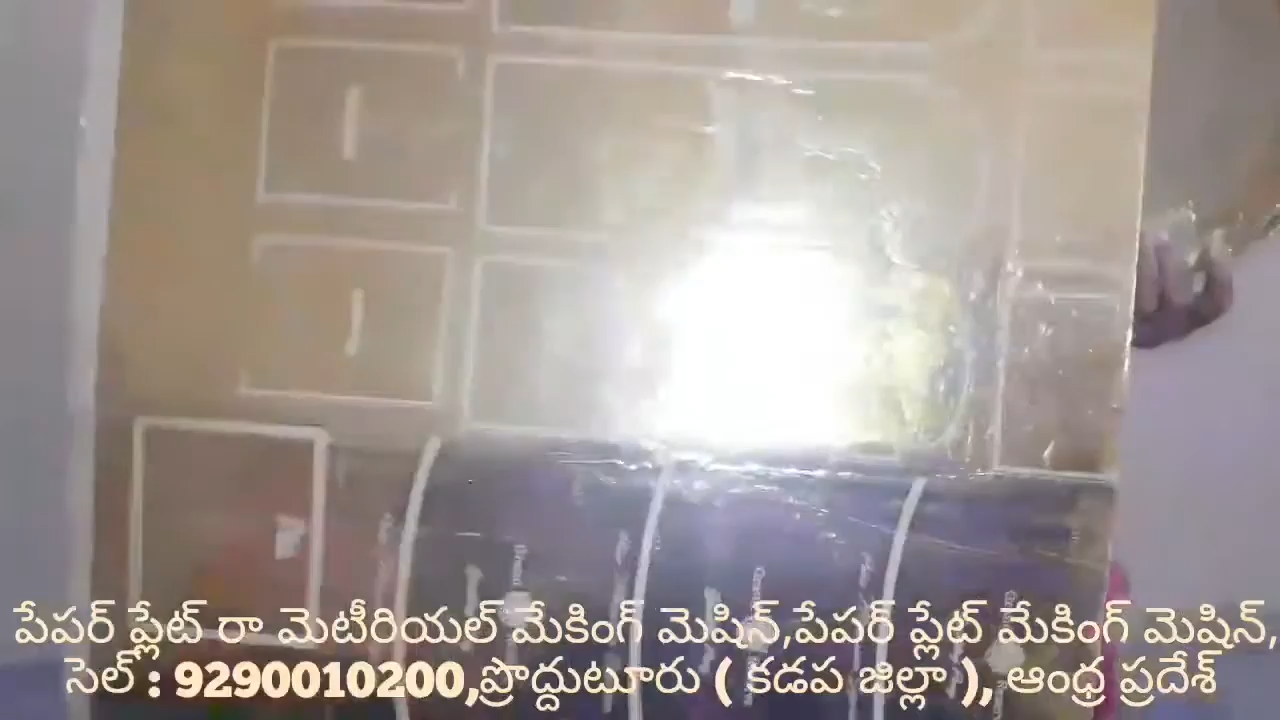 పేపర్ ప్లేట్ రా మెటీరియల్ మేకింగ్ మెషిన్,పేపర్ ప్లేట్ మేకింగ్ మెషిన్,
సెల్ : 9290010200,ప్రొద్దుటూరు ( కడప జిల్లా ), ఆంధ్ర ప్రదేశ్